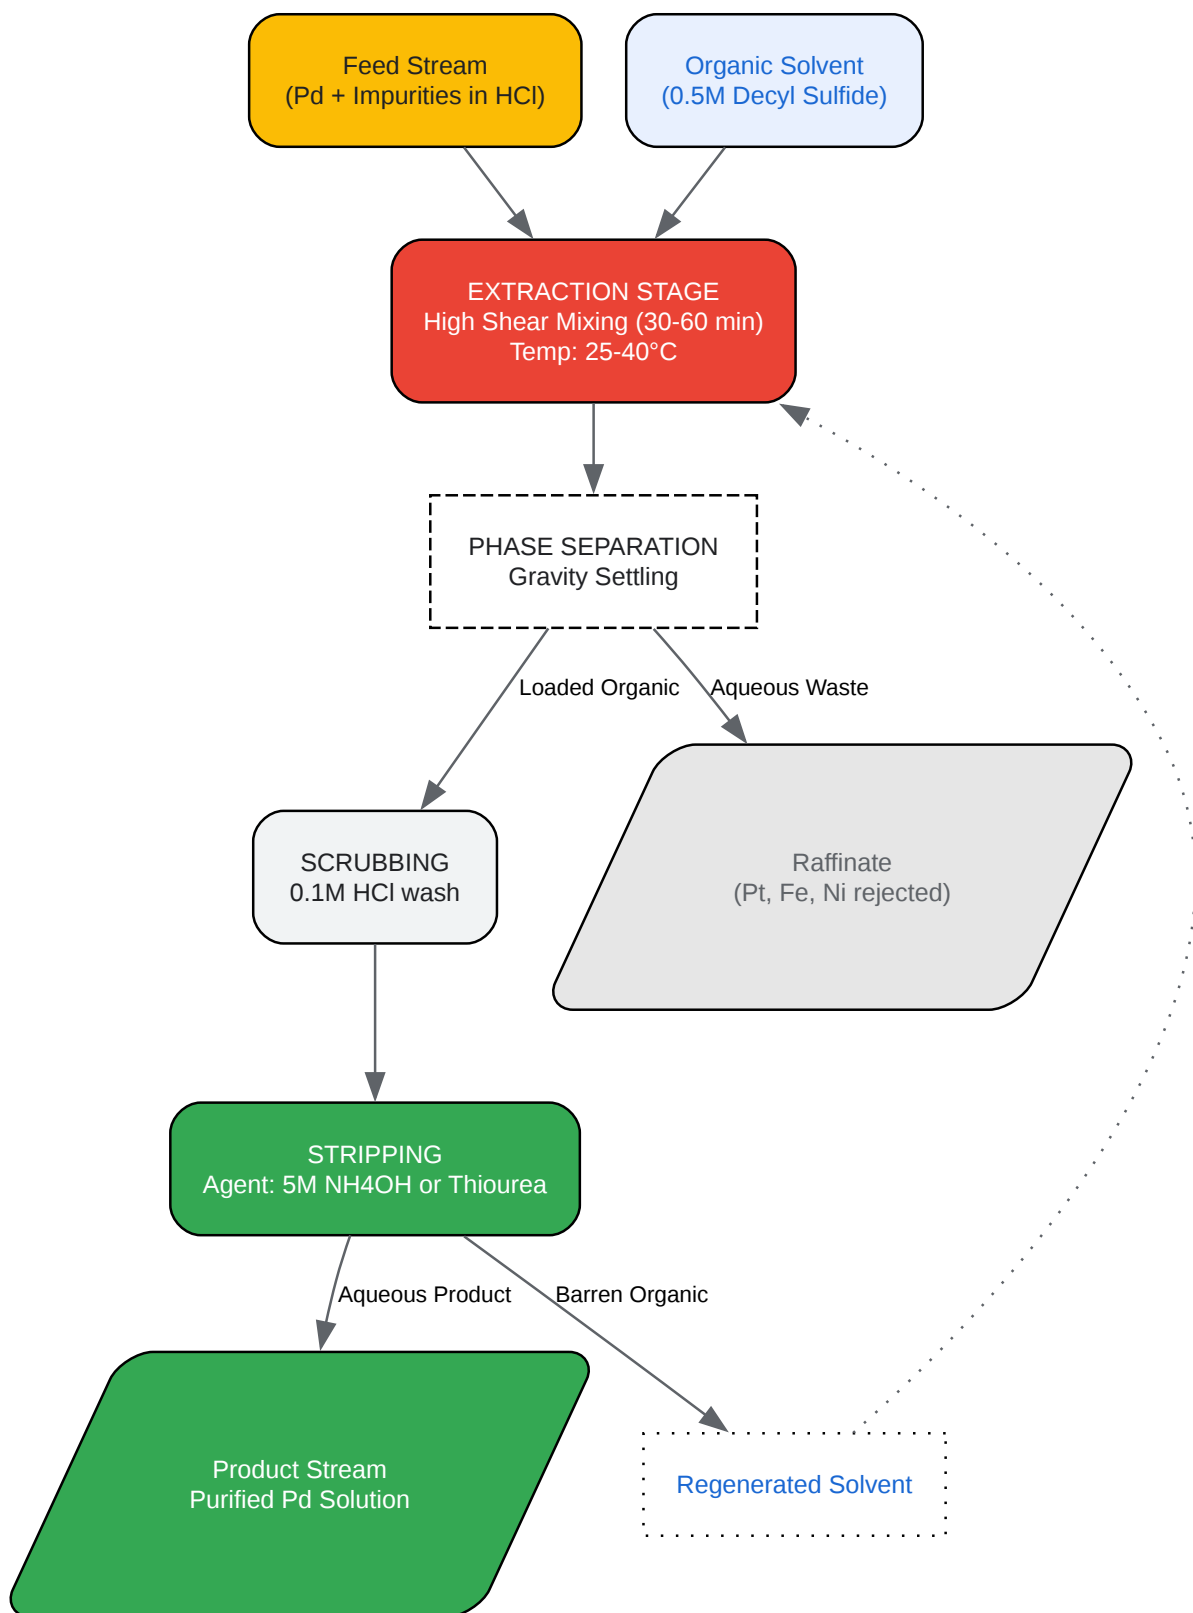 Feed Stream
(Pd + Impurities in HCl)
Organic Solvent
(0.5M Decyl Sulfide)
EXTRACTION STAGE
High Shear Mixing (30-60 min)
Temp: 25-40°C
PHASE SEPARATION
Gravity Settling
Loaded Organic
Aqueous Waste
SCRUBBING
0.1M HCl wash
Raffinate
(Pt, Fe, Ni rejected)
STRIPPING
Agent: 5M NH4OH or Thiourea
Aqueous Product
Barren Organic
Product Stream
Purified Pd Solution
Regenerated Solvent